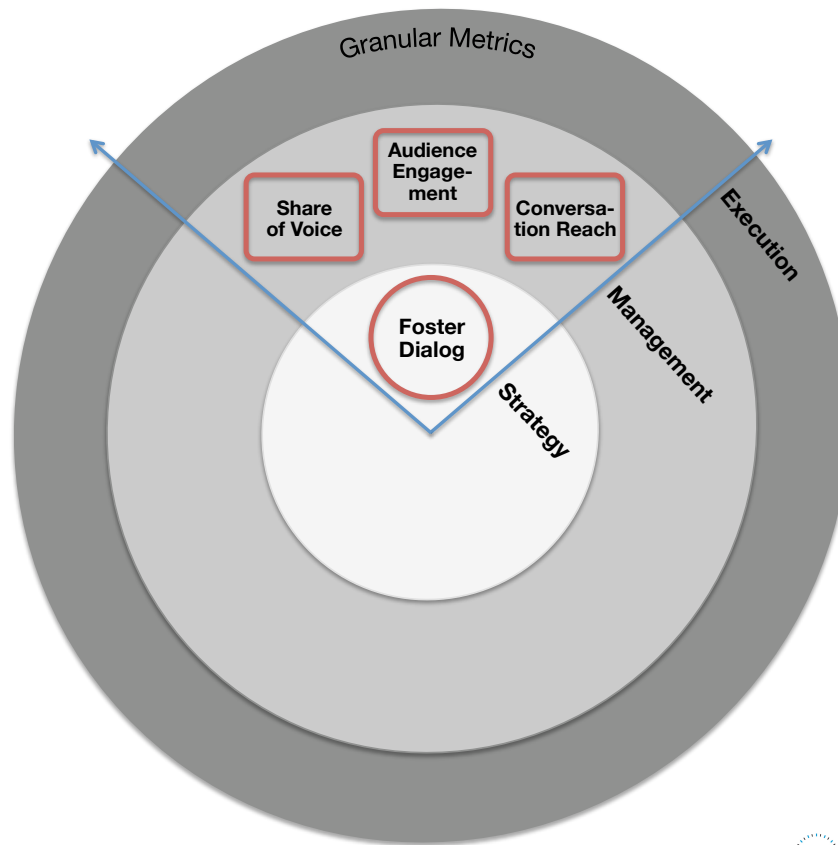 Granular Metrics
Audience
Engage-
ment
Share
of Voice
Conversa-
tion Reach
Execution
Management
Foster
Dialog
Strategy